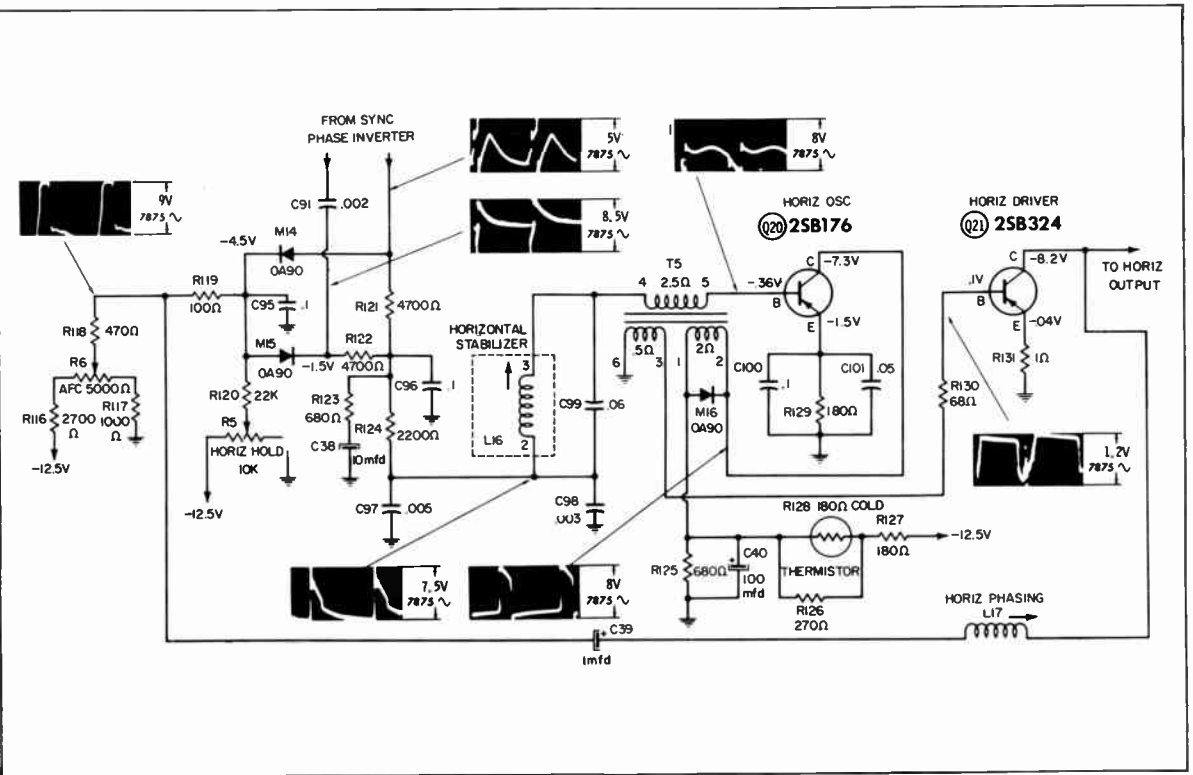 FROM SYNC
PHASE INVERTER
5V
7875 ∿
8V
7875 ∿
9V
7875 ∿
C91 .002
8.5V
7875 ∿
HORIZ OSC
Q20 2SB176
HORIZ DRIVER
Q21 2SB324
-4.5V
M14
OA90
R119
100Ω
C95 .1
R121 4700Ω
T5
4 2.5Ω 5
-.36V
B
C -7.3V
E
-1.5V
.1V
B
C -8.2V
E
-04V
TO HORIZ
OUTPUT
R118 470Ω
R6
AFC 5000Ω
R116 2700
Ω
R117
1000
Ω
-12.5V
M15
OA90
-1.5V
R122
4700Ω
R120 22K
R5
HORIZ HOLD
10K
-12.5V
R123
680Ω
C38 10mfd
R124 2200Ω
C96 .1
HORIZONTAL
STABILIZER
3
L16
2
C99 .06
C97 .005
C98
.003
.5Ω
6 3
2Ω
1 2
M16
OA90
C100 .1
C101 .05
R129 180Ω
R131 1Ω
R130
68Ω
1.2V
7875 ∿
R128 180Ω COLD
THERMISTOR
R127
180Ω
-12.5V
R125 680Ω
C40
+
100
mfd
R126
270Ω
7.5V
7875 ∿
8V
7875 ∿
HORIZ PHASING
L17
+ C39
1mfd